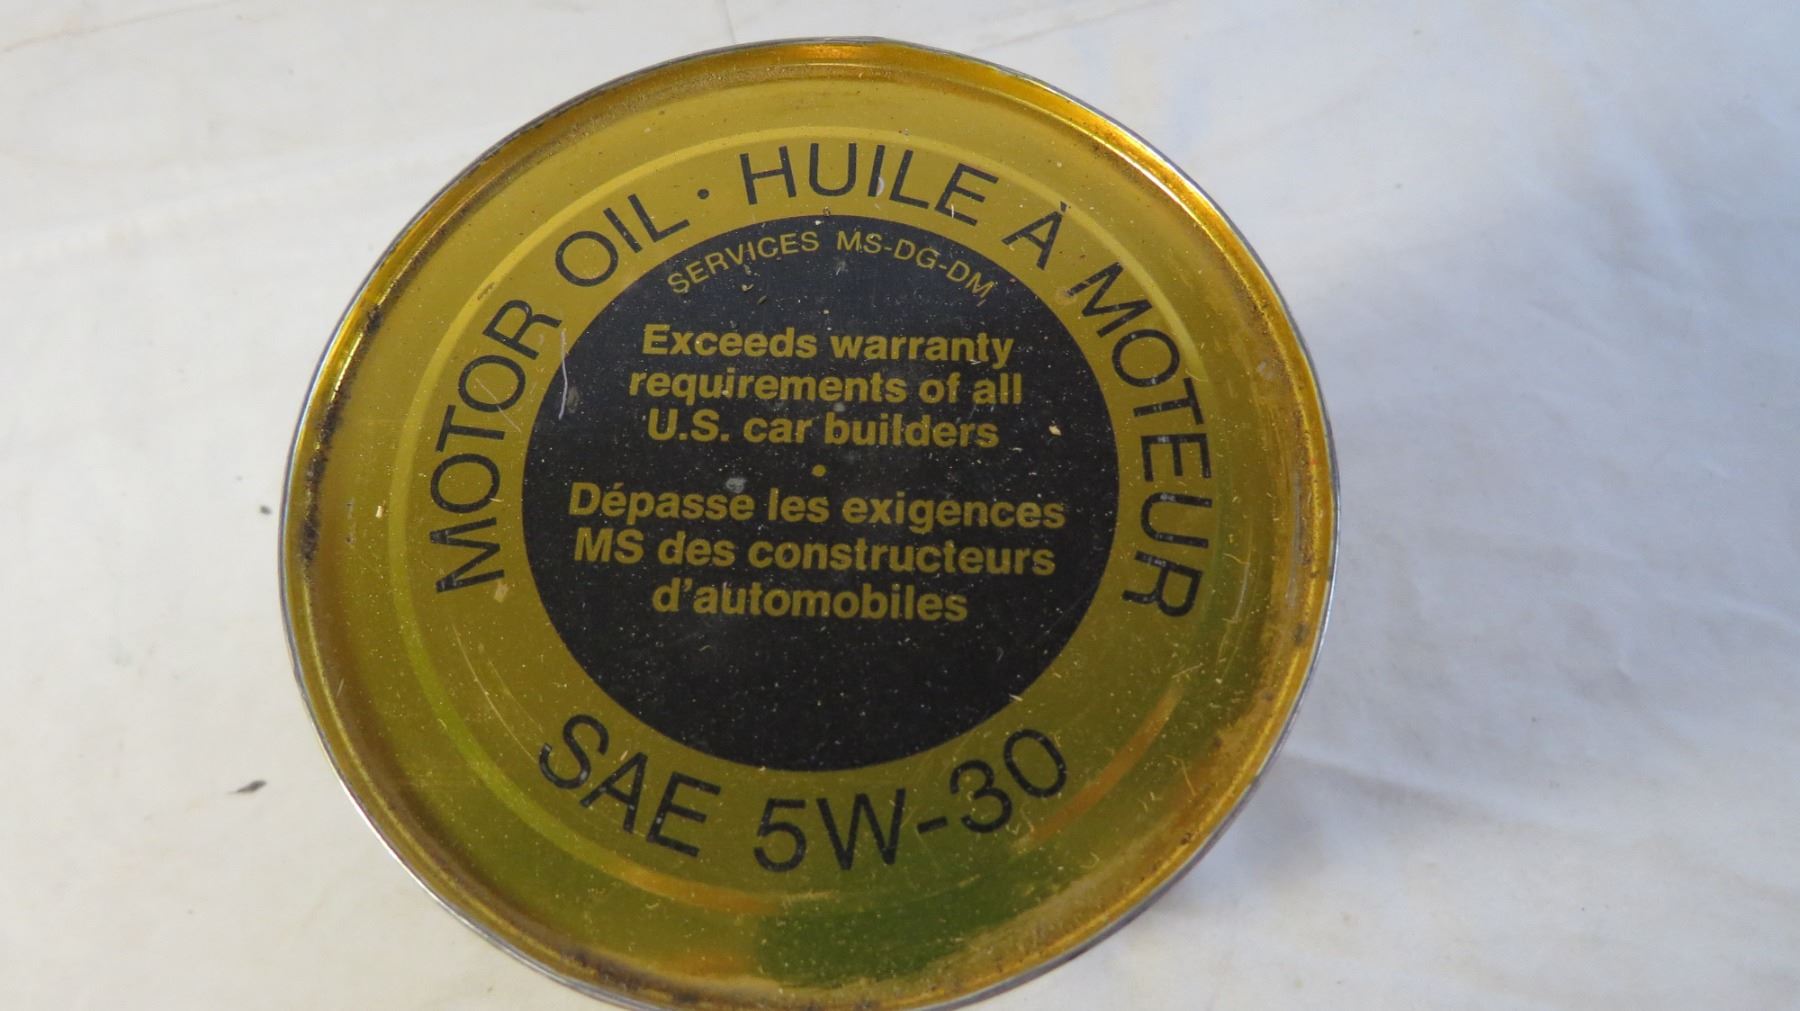 MOTOR OIL · HUILE À MOTEUR
SERVICES MS-DG-DM
Exceeds warranty
requirements of all
U.S. car builders
•
Dépasse les exigences
MS des constructeurs
d'automobiles
SAE 5W-30